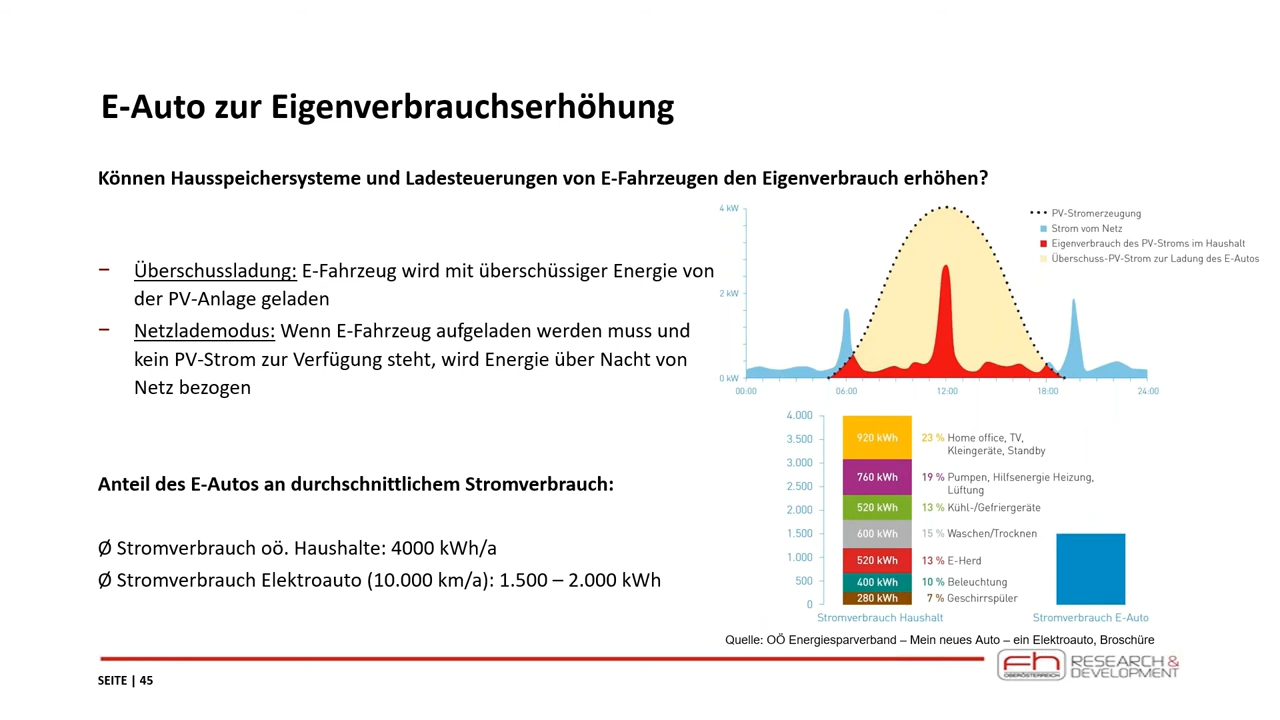 E-Auto zur Eigenverbrauchserhöhung
Können Hausspeichersysteme und Ladesteuerungen von E-Fahrzeugen den Eigenverbrauch erhöhen?
– Überschussladung: E-Fahrzeug wird mit überschüssiger Energie von
der PV-Anlage geladen
– Netzlademodus: Wenn E-Fahrzeug aufgeladen werden muss und
kein PV-Strom zur Verfügung steht, wird Energie über Nacht von
Netz bezogen
Anteil des E-Autos an durchschnittlichem Stromverbrauch:
Ø Stromverbrauch oö. Haushalte: 4000 kWh/a
Ø Stromverbrauch Elektroauto (10.000 km/a): 1.500 – 2.000 kWh
4 kW
2 kW
0 kW
00:00 06:00 12:00 18:00 24:00
PV-Stromerzeugung
Strom vom Netz
Eigenverbrauch des PV-Stroms im Haushalt
Überschuss-PV-Strom zur Ladung des E-Autos
4.000
3.500
3.000
2.500
2.000
1.500
1.000
500
0
920 kWh 23 % Home office, TV,
Kleingeräte, Standby
760 kWh 19 % Pumpen, Hilfsenergie Heizung,
Lüftung
520 kWh 13 % Kühl-/Gefriergeräte
600 kWh 15 % Waschen/Trocknen
520 kWh 13 % E-Herd
400 kWh 10 % Beleuchtung
280 kWh 7 % Geschirrspüler
Stromverbrauch Haushalt Stromverbrauch E-Auto
Quelle: OÖ Energiesparverband – Mein neues Auto – ein Elektroauto, Broschüre
SEITE | 45
fh
OBERÖSTERREICH
RESEARCH &
DEVELOPMENT